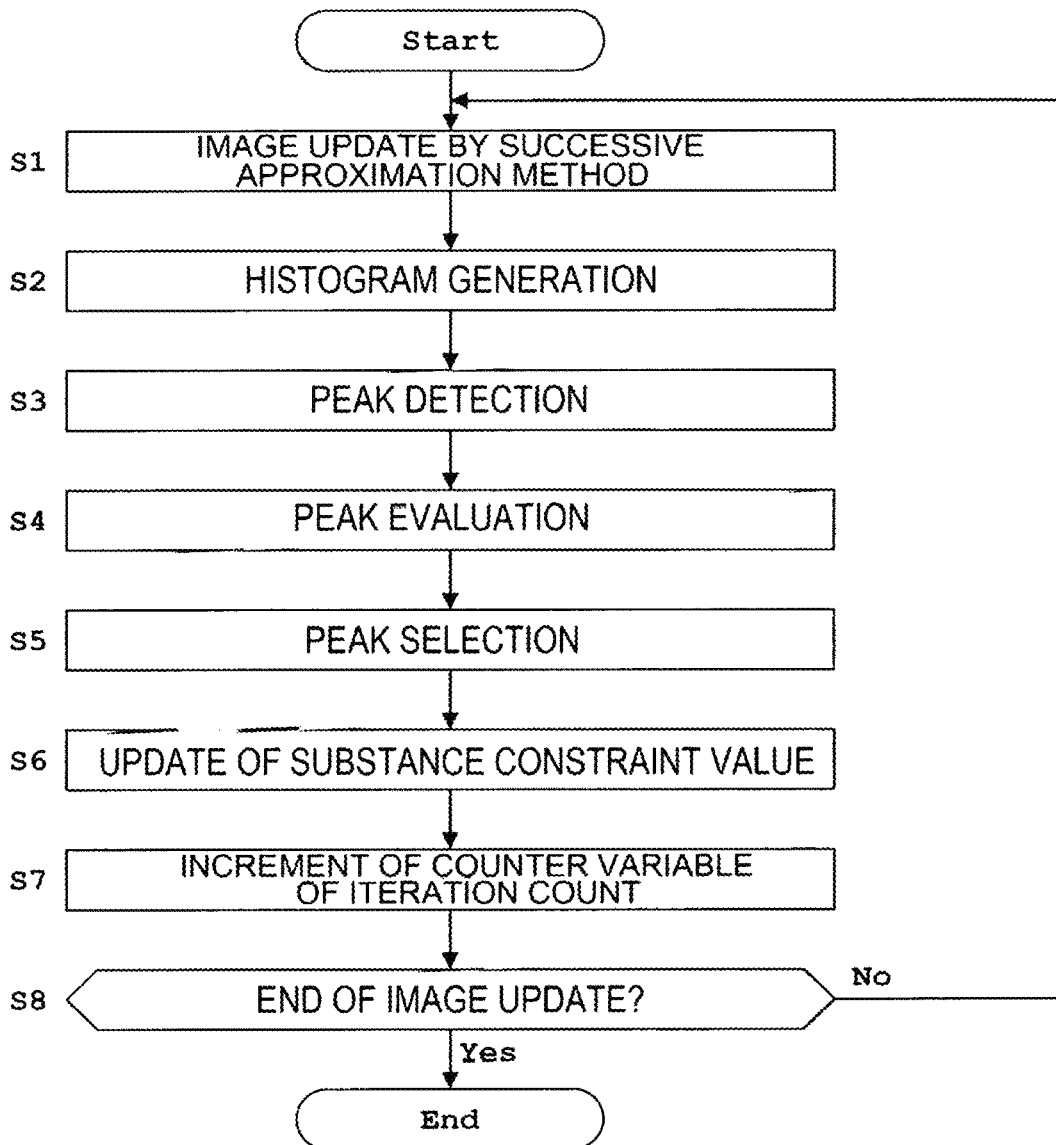 Start
S1
IMAGE UPDATE BY SUCCESSIVE
APPROXIMATION METHOD
S2
HISTOGRAM GENERATION
S3
PEAK DETECTION
S4
PEAK EVALUATION
S5
PEAK SELECTION
S6
UPDATE OF SUBSTANCE CONSTRAINT VALUE
S7
INCREMENT OF COUNTER VARIABLE
OF ITERATION COUNT
S8
END OF IMAGE UPDATE?
No
Yes
End